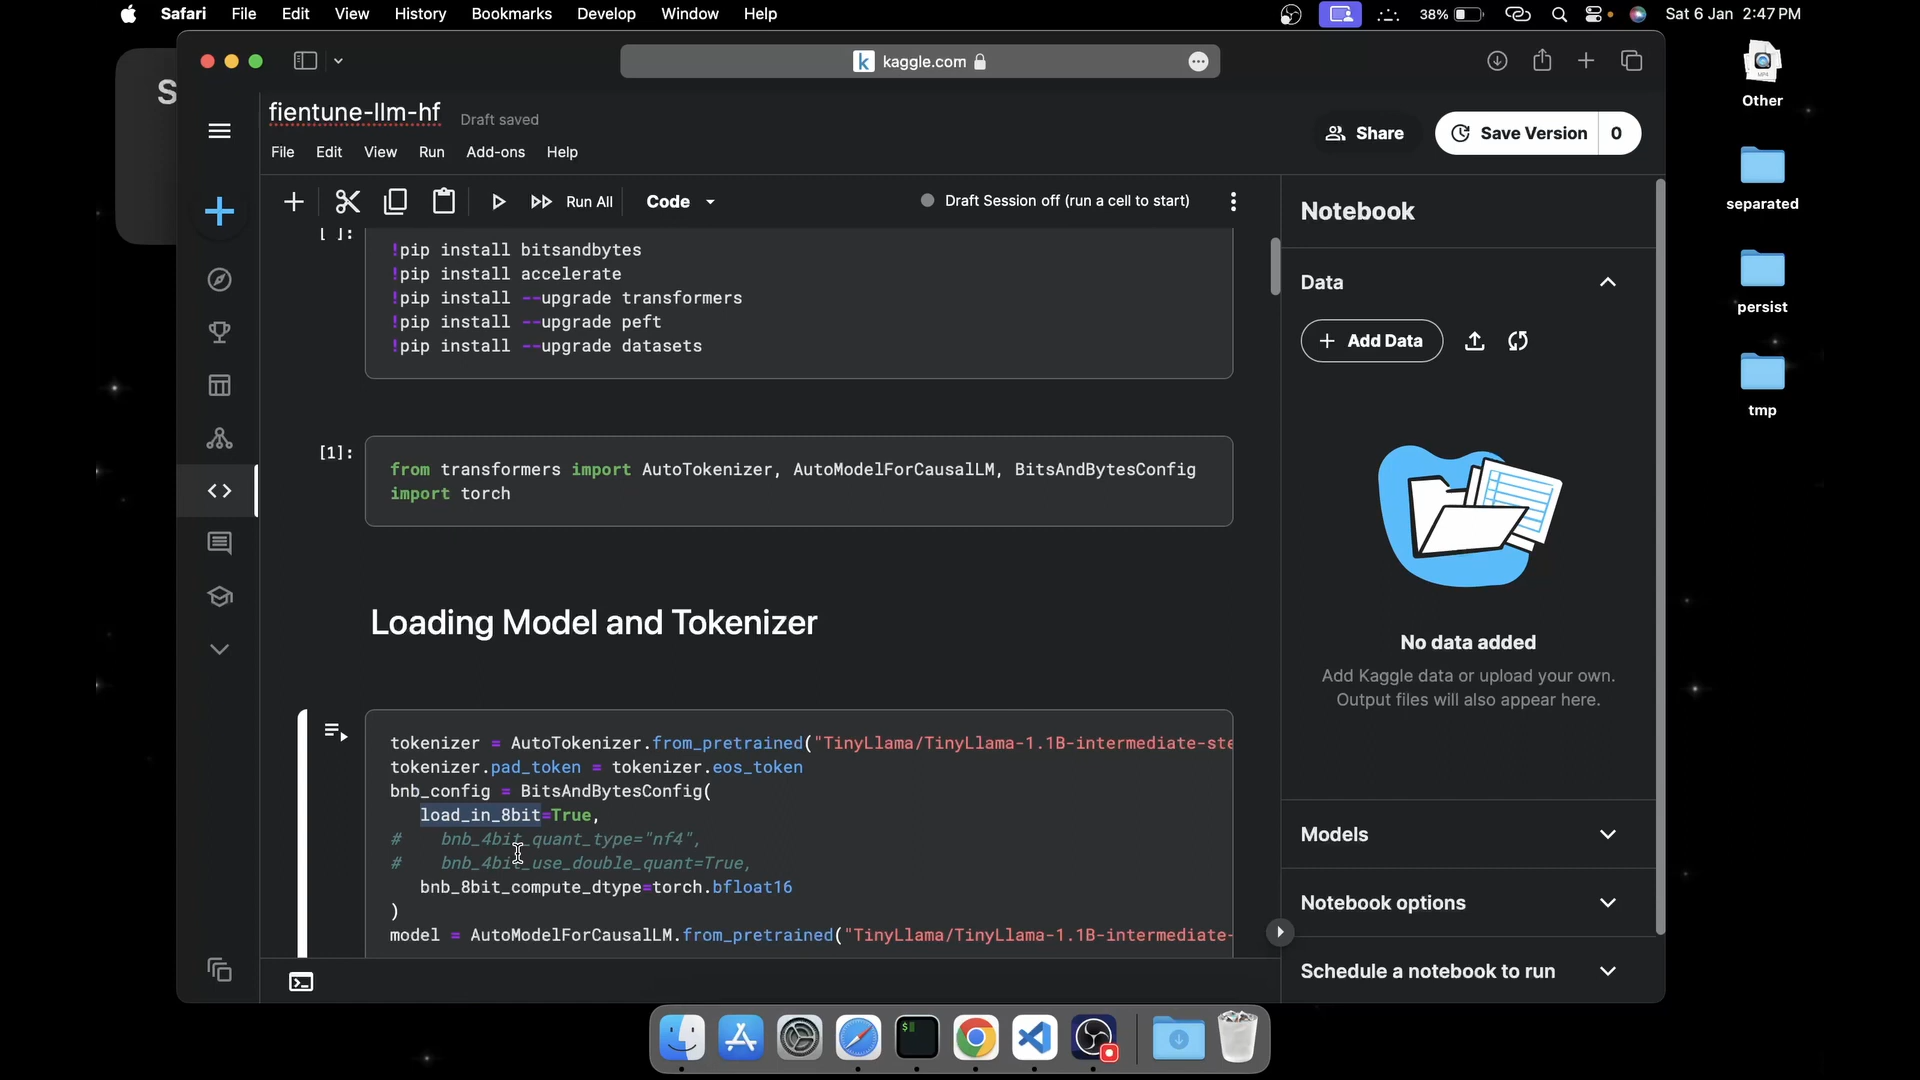 Safari File Edit View History Bookmarks Develop Window Help
38%
Sat 6 Jan 2:47 PM
S
kaggle.com
Other
separated
persist
tmp
fientune-llm-hf
Draft saved
File Edit View Run Add-ons Help
Share
Save Version
0
Run All
Code
Draft Session off (run a cell to start)
[ ]:
!pip install bitsandbytes
!pip install accelerate
!pip install --upgrade transformers
!pip install --upgrade peft
!pip install --upgrade datasets
[1]:
from transformers import AutoTokenizer, AutoModelForCausalLM, BitsAndBytesConfig
import torch
Loading Model and Tokenizer
tokenizer = AutoTokenizer.from_pretrained("TinyLlama/TinyLlama-1.1B-intermediate-ste
tokenizer.pad_token = tokenizer.eos_token
bnb_config = BitsAndBytesConfig(
load_in_8bit=True,
# bnb_4bit_quant_type="nf4",
# bnb_4bit_use_double_quant=True,
bnb_8bit_compute_dtype=torch.bfloat16
)
model = AutoModelForCausalLM.from_pretrained("TinyLlama/TinyLlama-1.1B-intermediate-
Notebook
Data
+ Add Data
No data added
Add Kaggle data or upload your own.
Output files will also appear here.
Models
Notebook options
Schedule a notebook to run